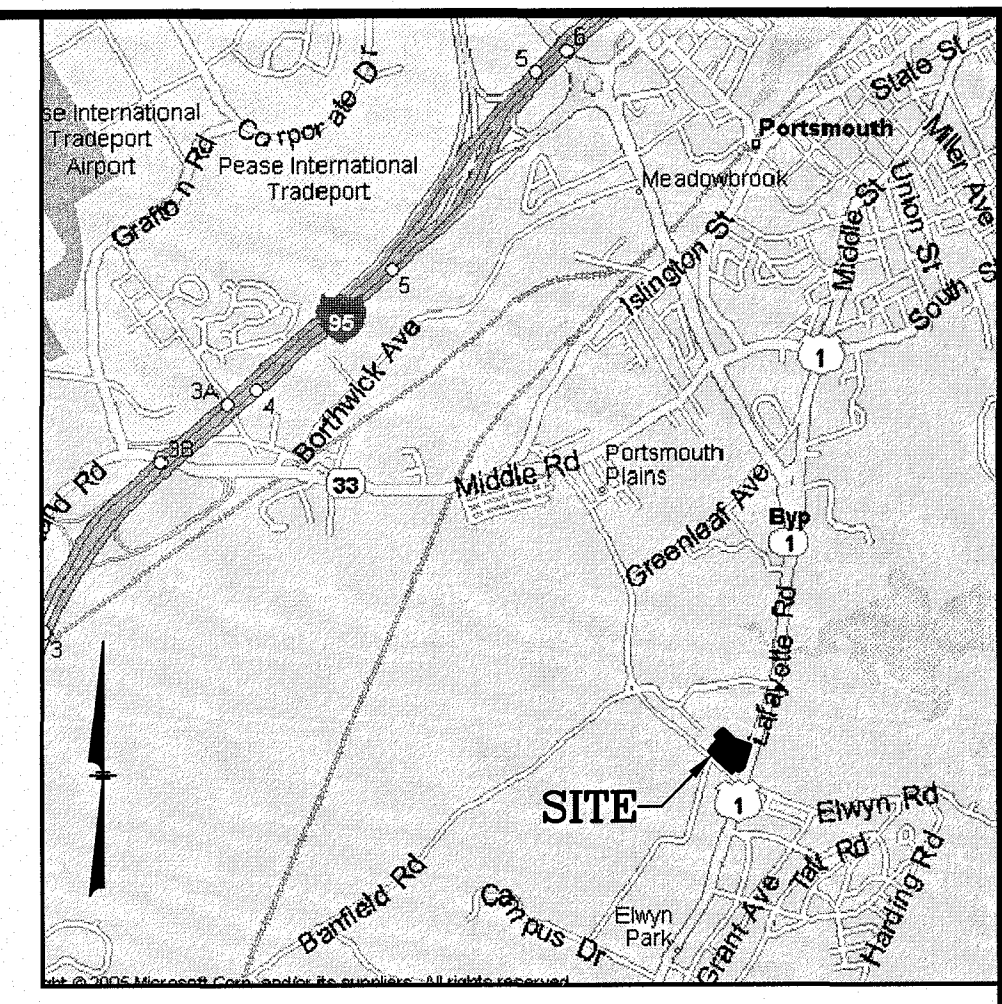 6
5
State St
Corporate Dr
se International
Tradeport
Airport
Portsmouth
Pease International
Tradeport
Miller Ave
Grafton Rd
Meadowbrook
Union St
Middle St
Islington St
5
South S
95
1
Borthwick Ave
3A
4
3B
33
Middle Rd
Portsmouth
Plains
Greenleaf Ave
and Rd
Byp
1
3
Lafayette Rd
SITE
1
Elwyn Rd
Taft Rd
Harding Rd
Banfield Rd
Campus Dr
Elwyn
Park
Grant Ave
ght © 2005 Microsoft Corp. and/or its suppliers. All rights reserved